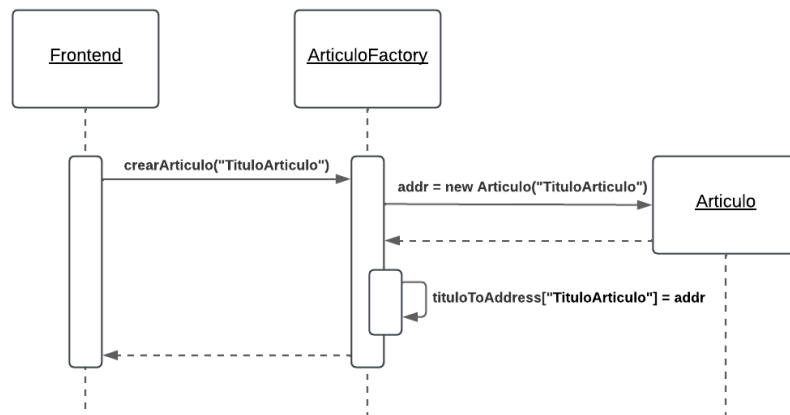 Frontend
ArticuloFactory
crearArticulo("TituloArticulo")
addr = new Articulo("TituloArticulo")
Articulo
tituloToAddress["TituloArticulo"] = addr